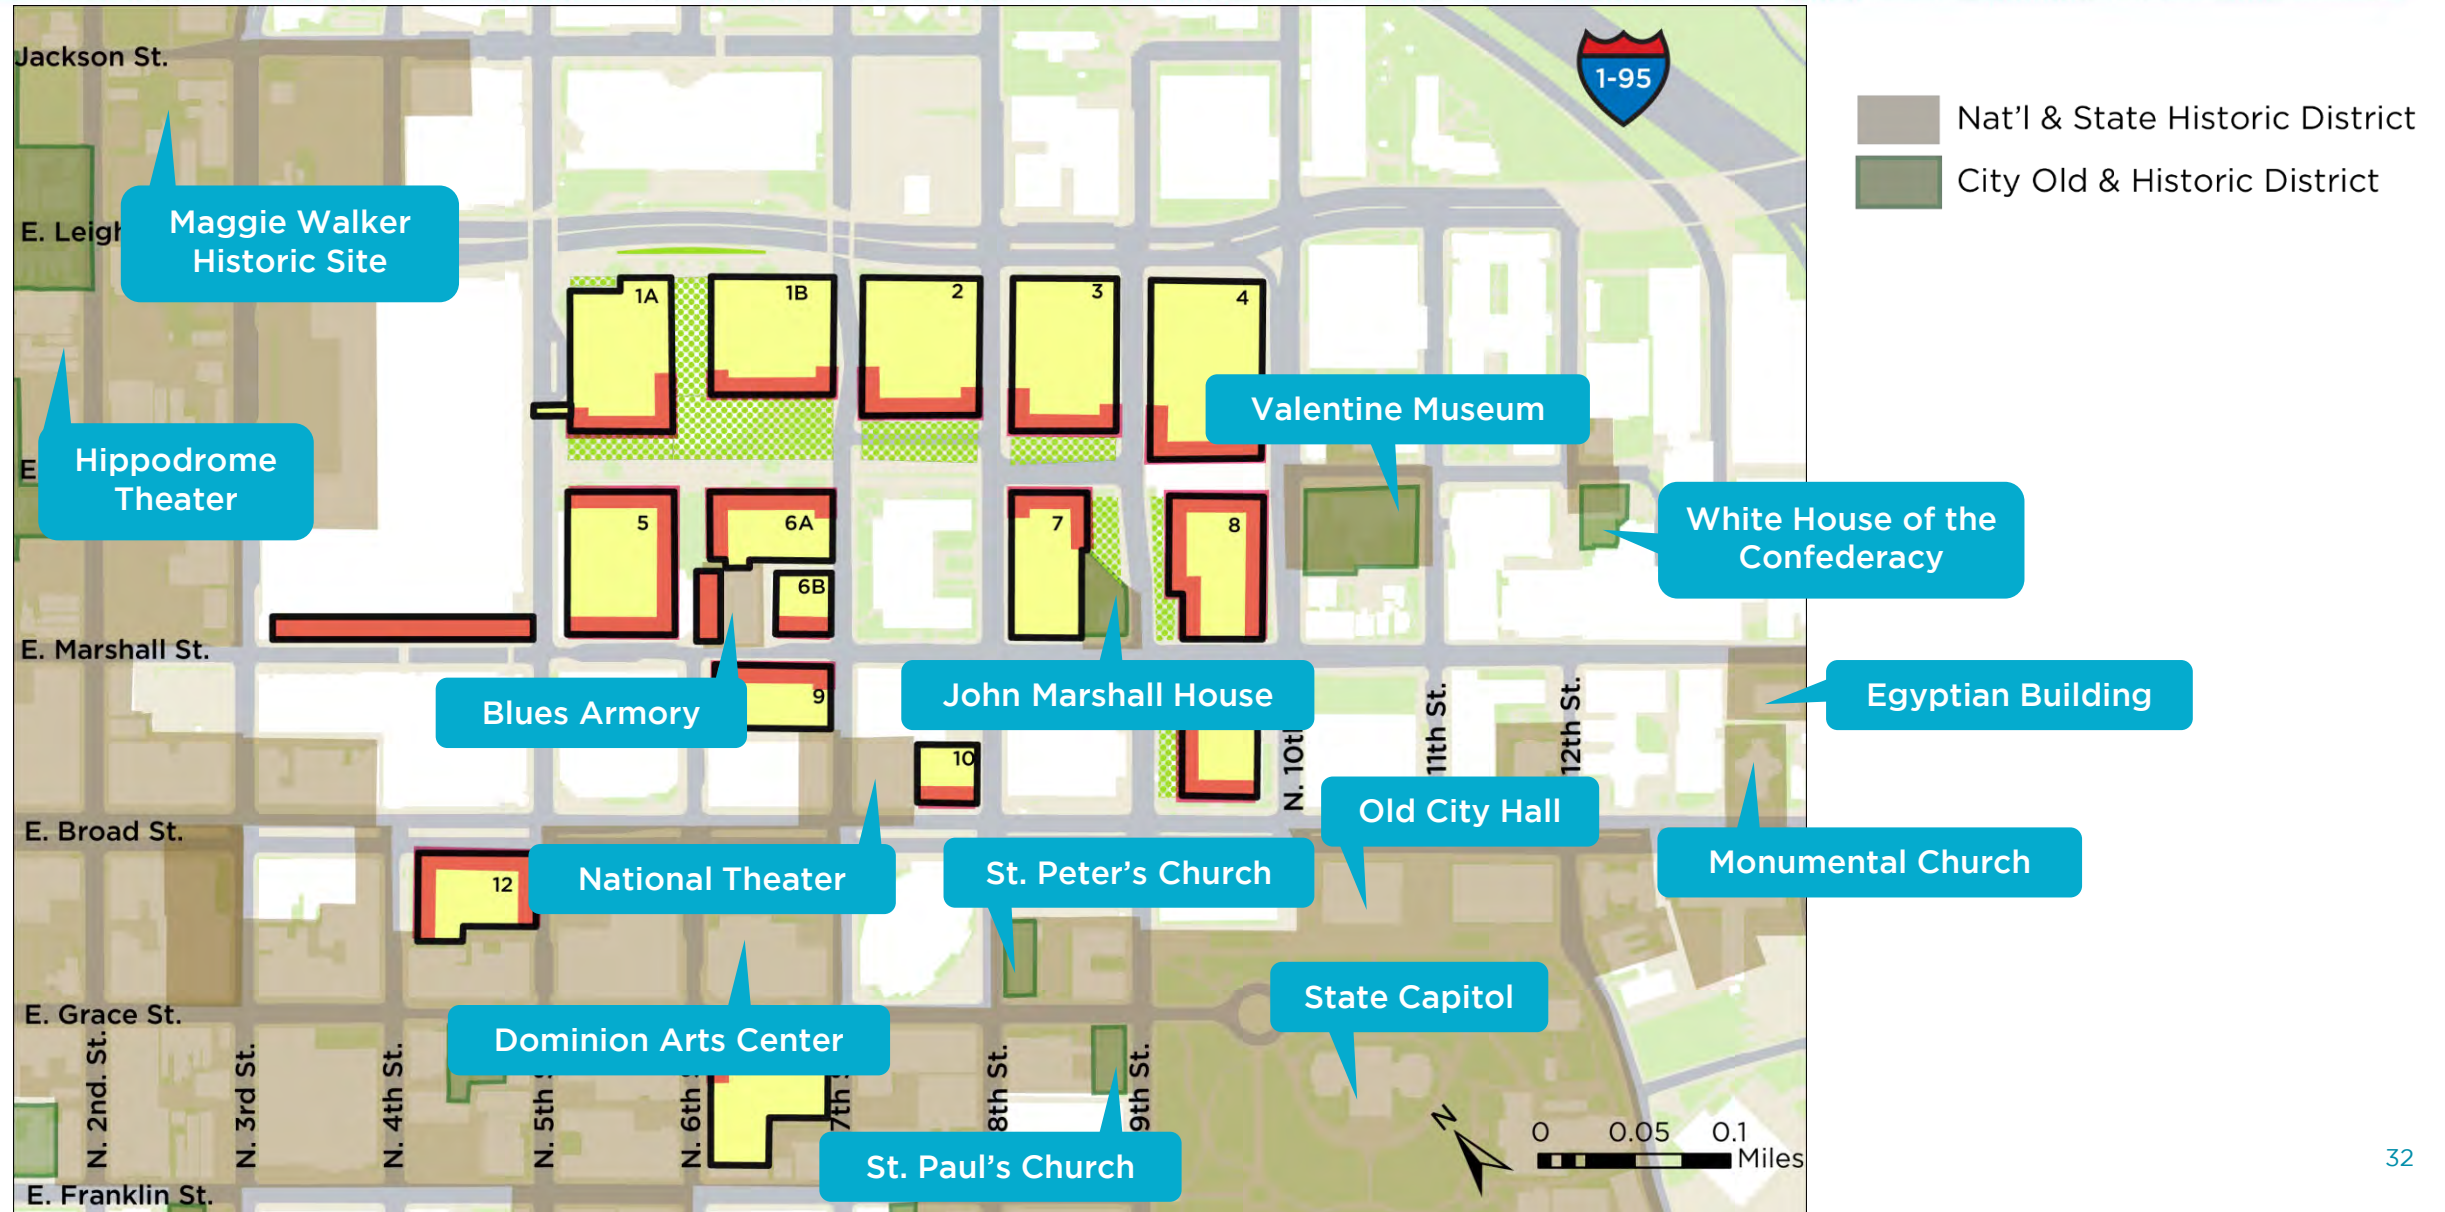 Jackson St.
1-95
Nat'l & State Historic District
City Old & Historic District
Maggie Walker
Historic Site
E. Leigh
1A
1B
2
3
4
Valentine Museum
Hippodrome
Theater
E
5
6A
6B
7
8
White House of the
Confederacy
E. Marshall St.
Blues Armory
9
John Marshall House
Egyptian Building
10
N. 10th
11th St.
12th St.
Old City Hall
E. Broad St.
12
National Theater
St. Peter's Church
Monumental Church
State Capitol
E. Grace St.
Dominion Arts Center
N. 2nd. St.
N. 3rd St.
N. 4th St.
N. 5th
N. 6th
7th
8th St.
9th St.
St. Paul's Church
N
0 0.05 0.1
Miles
E. Franklin St.
32